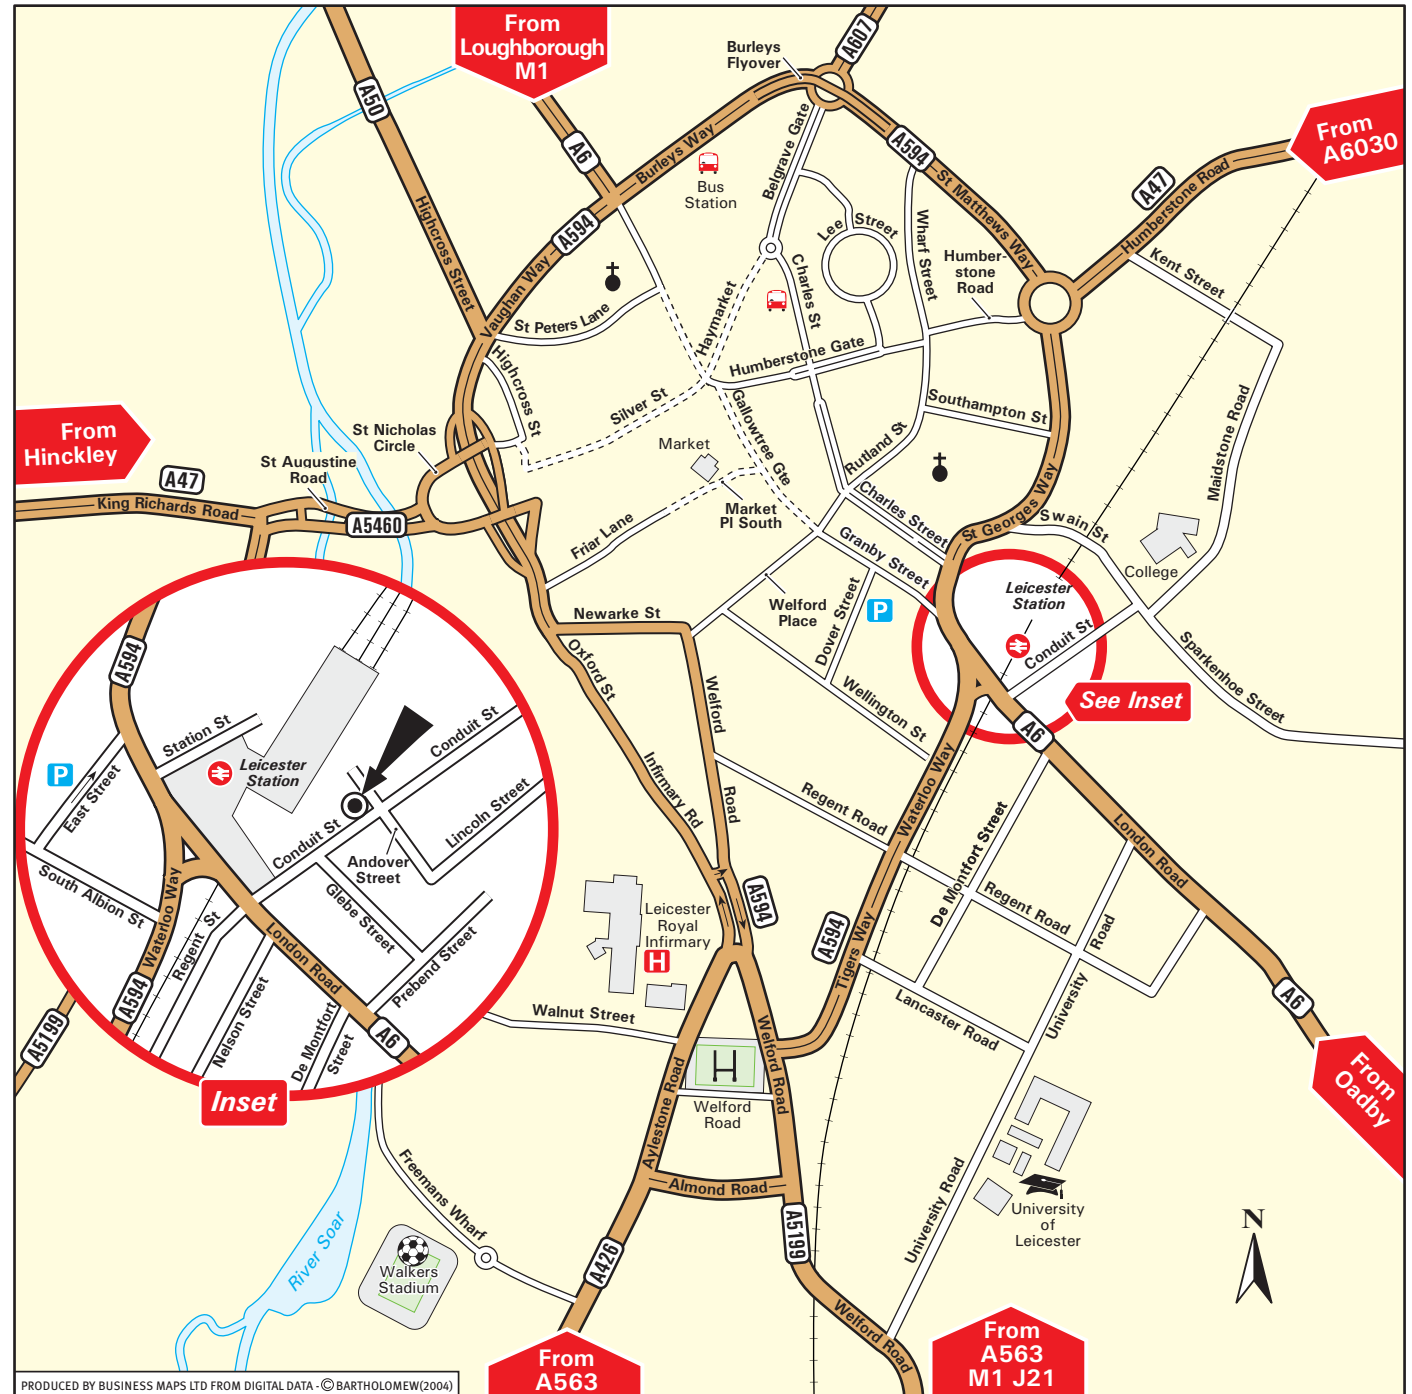 From
Loughborough
M1
Burleys
Flyover
A607
A50
A6
Burleys Way
Belgrave Gate
A594
From
A6030
A47
Humberstone Road
St Matthews Way
Bus
Station
Highcross Street
A594
Vaughan Way
Lee Street
Wharf Street
Humber-
stone
Road
Kent Street
St Peters Lane
Haymarket
Charles St
Humberstone Gate
Highcross St
Silver St
Gallowtree Gte
Southampton St
Maidstone Road
From
Hinckley
St Nicholas
Circle
St Augustine
Road
A47
King Richards Road
A5460
Market
Market
Pl South
Friar Lane
Rutland St
Charles Street
St Georges Way
Swain St
College
Granby Street
Leicester
Station
Conduit St
Newarke St
Welford
Place
Dover Street
P
Sparkenhoe Street
See Inset
Oxford St
Welford
Road
Wellington St
A6
A594
Station St
Conduit St
P
East Street
Leicester
Station
Lincoln Street
Conduit St
Andover
Street
South Albion St
Waterloo Way
Regent St
Glebe Street
London Road
Prebend Street
A594
Nelson Street
De Montfort
Street
A6
A5199
Inset
Infirmary Rd
Regent Road
Waterloo Way
De Montfort Street
London Road
Leicester
Royal
Infirmary
H
A594
A594
Tigers Way
Regent Road
University Road
Lancaster Road
A6
Walnut Street
Welford Road
Aylestone Road
Welford
Road
From
Oadby
Freemans Wharf
Almond Road
University Road
University
of
Leicester
River Soar
Walkers
Stadium
A426
A5199
Welford Road
N
From
A563
From
A563
M1 J21
PRODUCED BY BUSINESS MAPS LTD FROM DIGITAL DATA - © BARTHOLOMEW(2004)